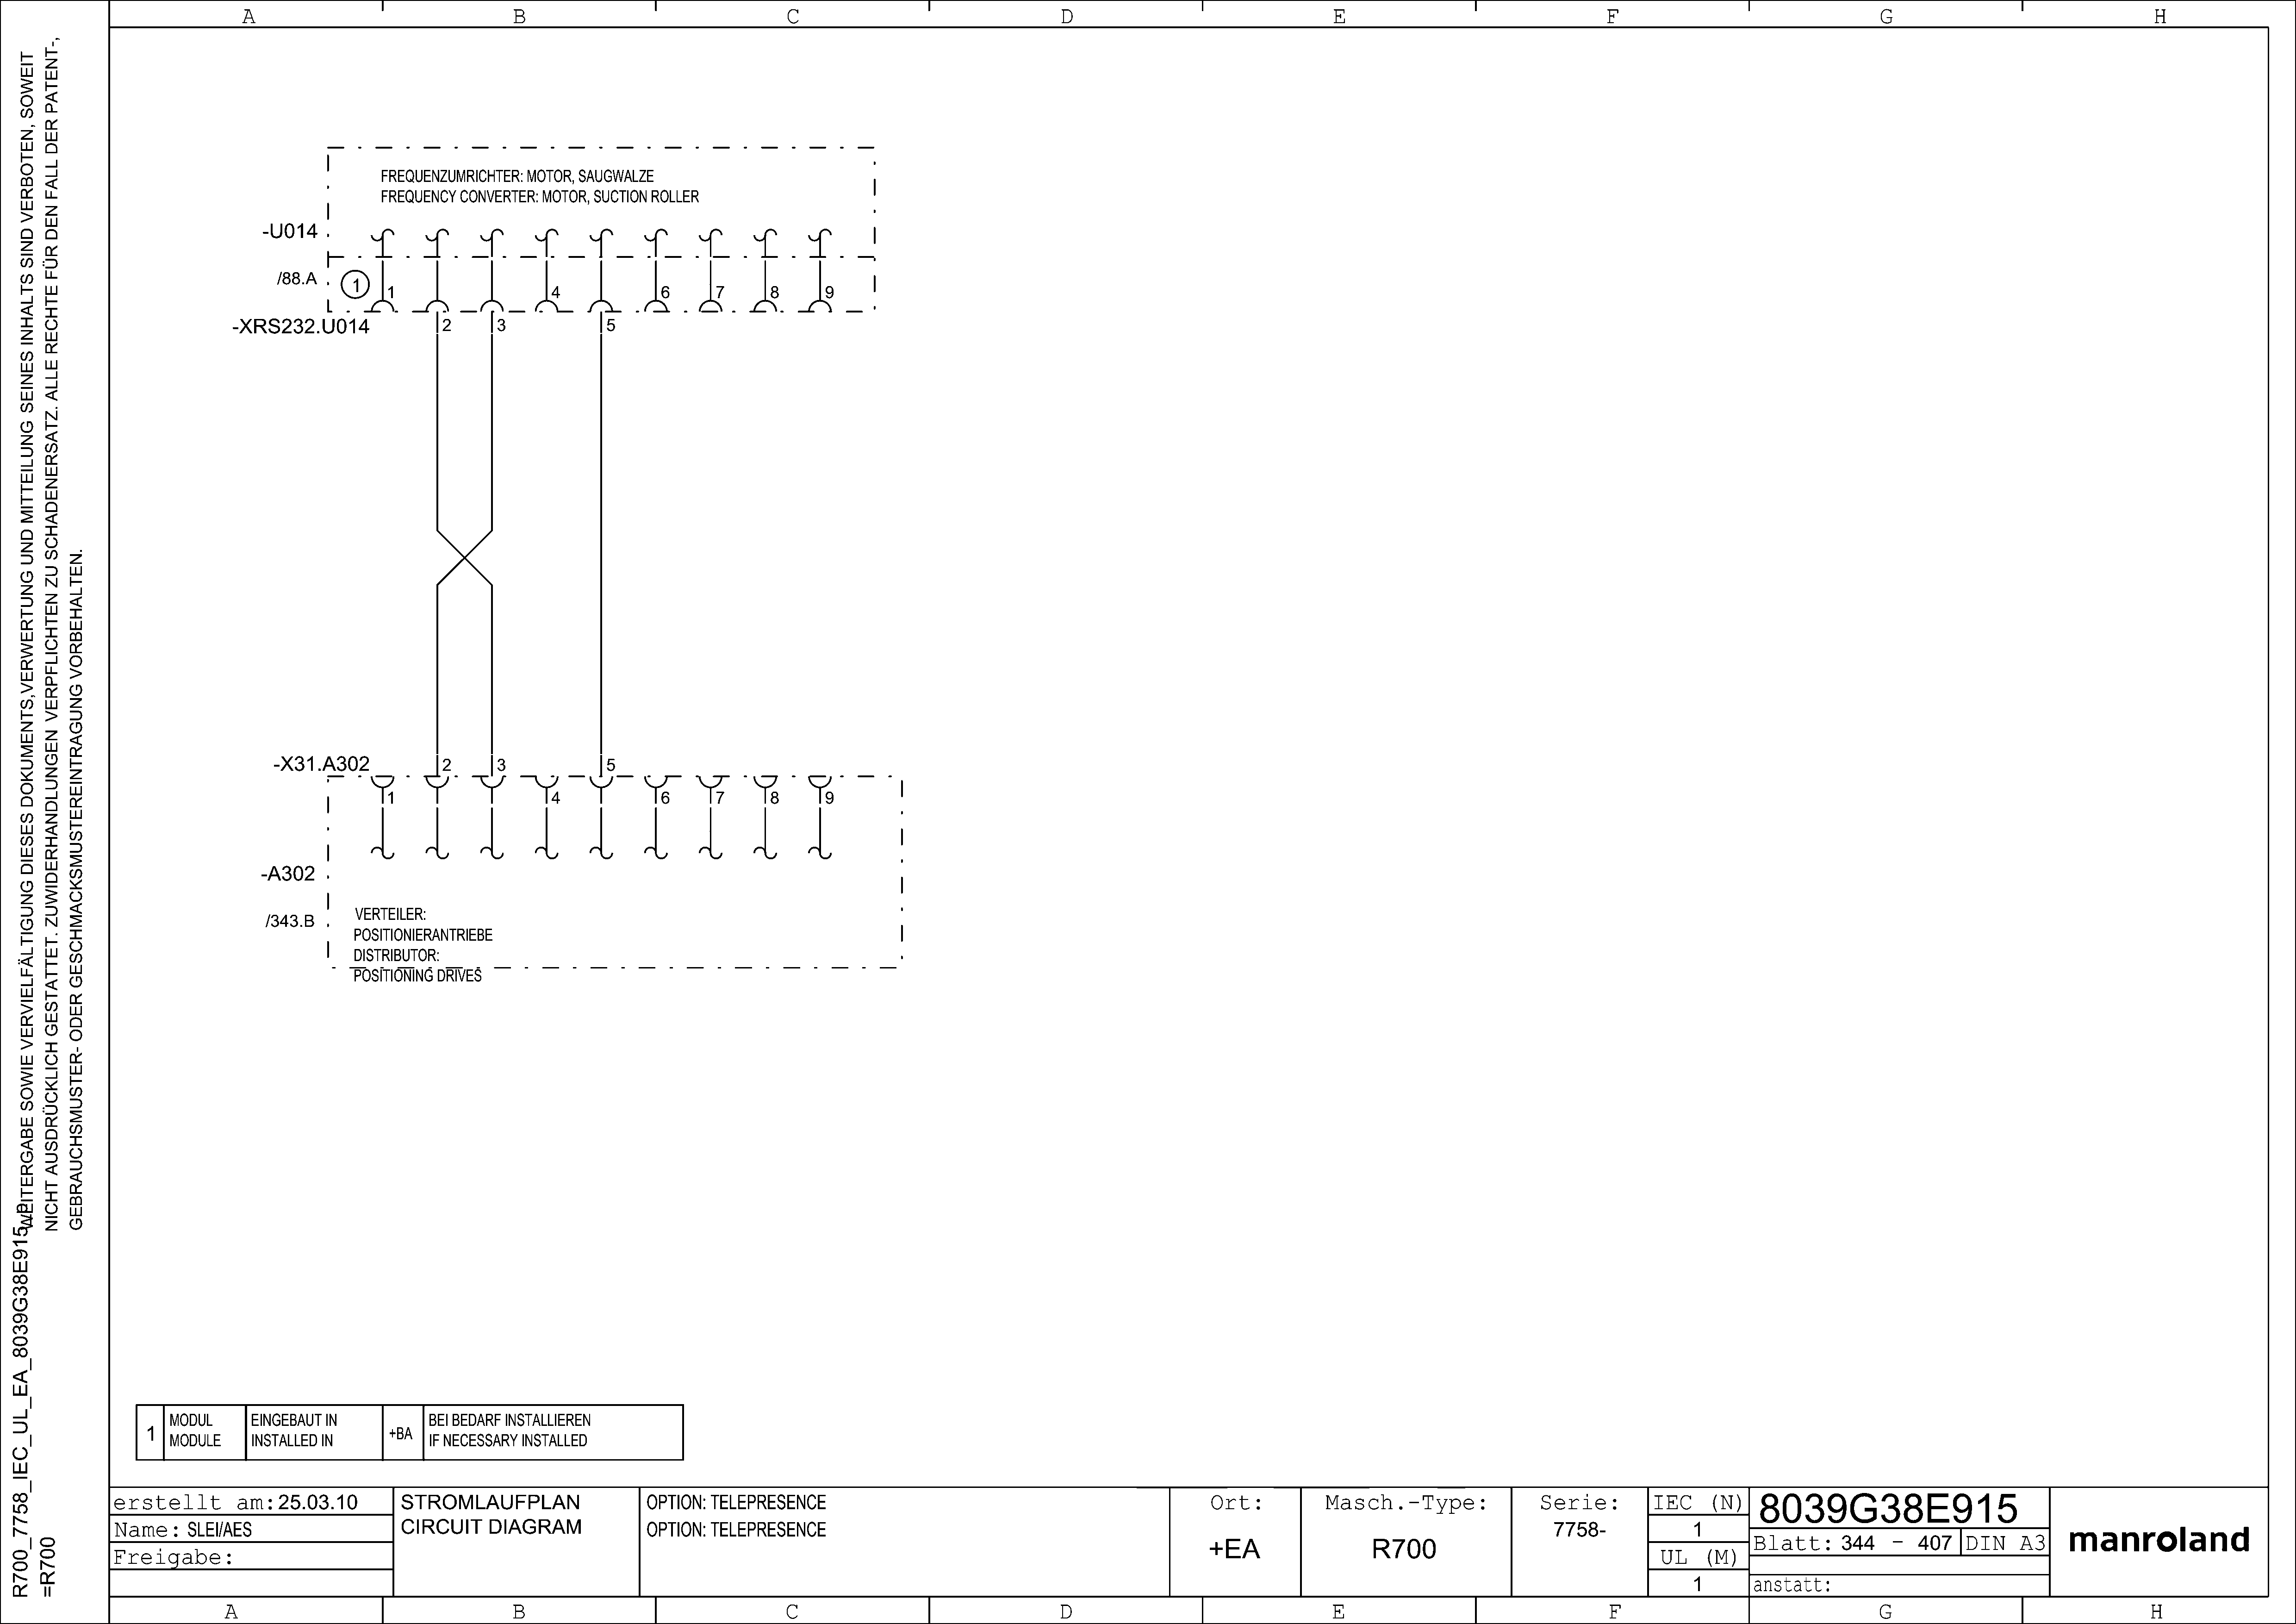 A B C D E F G H
WEITERGABE SOWIE VERVIELFÄLTIGUNG DIESES DOKUMENTS,VERWERTUNG UND MITTEILUNG SEINES INHALTS SIND VERBOTEN, SOWEIT
NICHT AUSDRÜCKLICH GESTATTET. ZUWIDERHANDLUNGEN VERPFLICHTEN ZU SCHADENERSATZ. ALLE RECHTE FÜR DEN FALL DER PATENT-,
GEBRAUCHSMUSTER- ODER GESCHMACKSMUSTEREINTRAGUNG VORBEHALTEN.
FREQUENZUMRICHTER: MOTOR, SAUGWALZE
FREQUENCY CONVERTER: MOTOR, SUCTION ROLLER
-U014
/88.A
1
1 4 6 7 8 9
-XRS232.U014
2 3 5
-X31.A302
2 3 5
1 4 6 7 8 9
-A302
/343.B
VERTEILER:
POSITIONIERANTRIEBE
DISTRIBUTOR:
POSITIONING DRIVES
1
MODUL
MODULE
EINGEBAUT IN
INSTALLED IN
+BA
BEI BEDARF INSTALLIEREN
IF NECESSARY INSTALLED
R700_7758_IEC_UL_EA_8039G38E915
=R700
erstellt am: 25.03.10
Name: SLEI/AES
Freigabe:
STROMLAUFPLAN
CIRCUIT DIAGRAM
OPTION: TELEPRESENCE
OPTION: TELEPRESENCE
Ort:
+EA
Masch.-Type:
R700
Serie:
7758-
IEC (N)
1
UL (M)
1
8039G38E915
Blatt: 344 - 407 DIN A3
anstatt:
manroland
A B C D E F G H